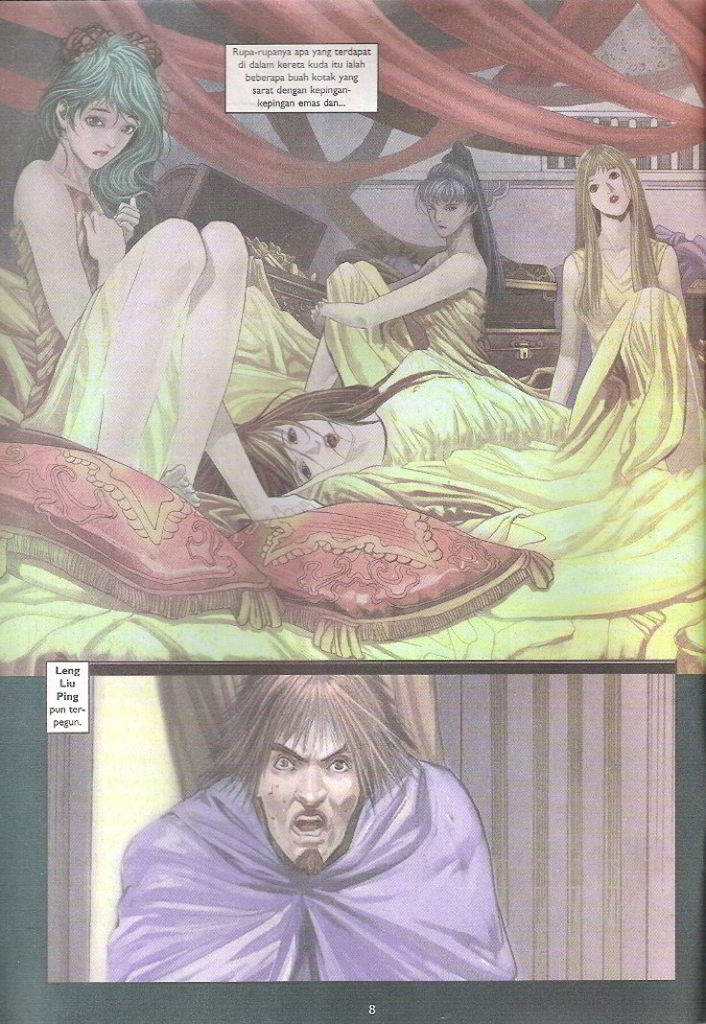 Rupa-rupanya apa yang terdapat
di dalam kereta kuda itu ialah
beberapa buah kotak yang
sarat dengan kepingan-
kepingan emas dan...
Leng
Liu
Ping
pun ter-
pegun.
8